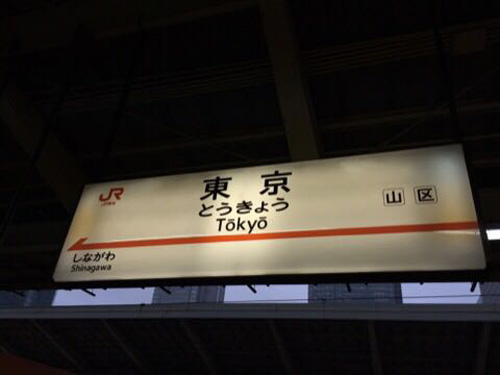 JR
東京
とうきょう
Tōkyō
山区
しながわ
Shinagawa